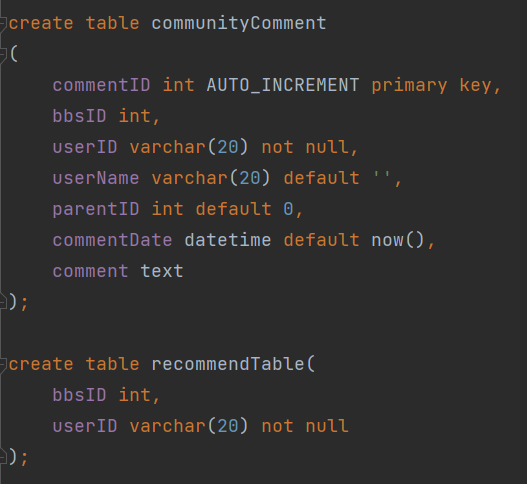 create table communityComment
(
    commentID int AUTO_INCREMENT primary key,
    bbsID int,
    userID varchar(20) not null,
    userName varchar(20) default '',
    parentID int default 0,
    commentDate datetime default now(),
    comment text
);
create table recommendTable(
    bbsID int,
    userID varchar(20) not null
);